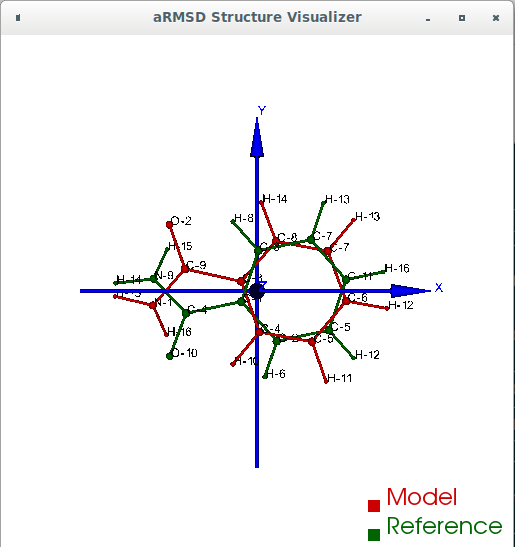 aRMSD Structure Visualizer
Y
H-14
H-13
H-8
H-13
O-2
C-8
C-7
H-15
C-7
C-9
H-16
H-14
N-9
C-11
X
N-1
C-6
H-12
C-4
H-16
C-4
C-5
C-5
O-10
H-10
H-12
H-6
H-11
Model
Reference